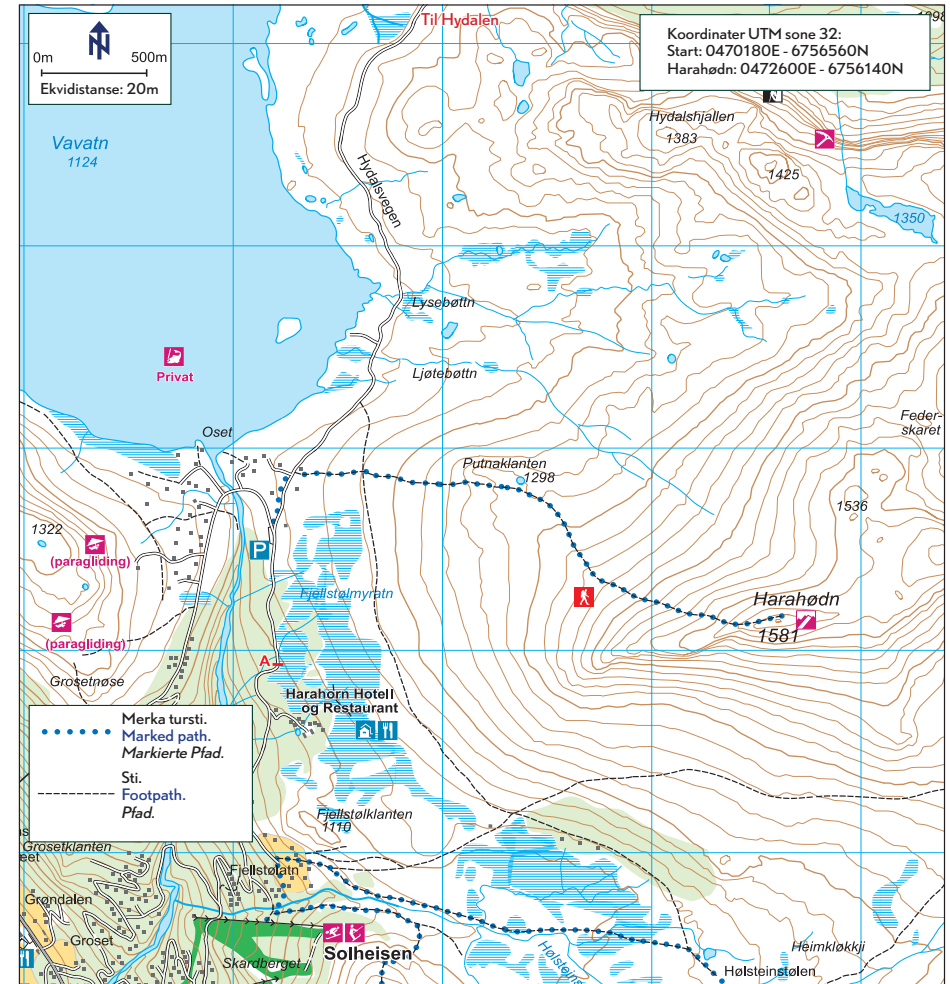 Til Hydalen
0m
500m
Ekvidistanse: 20m
Koordinater UTM sone 32:
Start: 0470180E - 6756560N
Harahødn: 0472600E - 6756140N
Hydalshjallen
1383
Vavatn
1124
Hydalsvegen
1425
1350
Lysebøttn
Privat
Ljøtebøttn
Feder-
skaret
Oset
Putnaklanten
1298
1536
1322
P
(paragliding)
Fjellstølmyratn
Harahødn
1581
(paragliding)
A
Grosetnøse
Harahorn Hotell
og Restaurant
Merka tursti.
Marked path.
Markierte Pfad.
Sti.
Footpath.
Pfad.
Fjellstølklanten
1110
Grosetklanten
Fjellstølatn
Grøndalen
Groset
Solheisen
Skardberget
Heimkløkkji
Hølsteinstølen